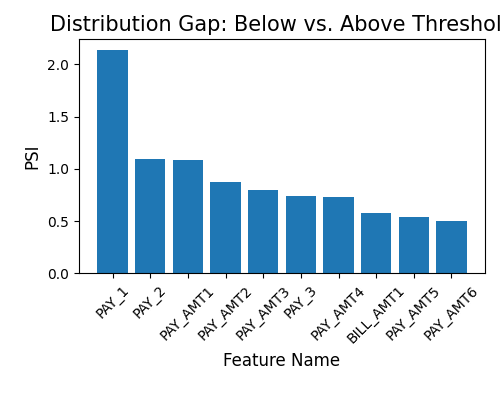 Distribution Gap: Below vs. Above Threshol
PSI
2.0
1.5
1.0
0.5
0.0
PAY_1
PAY_2
PAY_AMT1
PAY_AMT2
PAY_AMT3
PAY_3
PAY_AMT4
BILL_AMT1
PAY_AMT5
PAY_AMT6
Feature Name